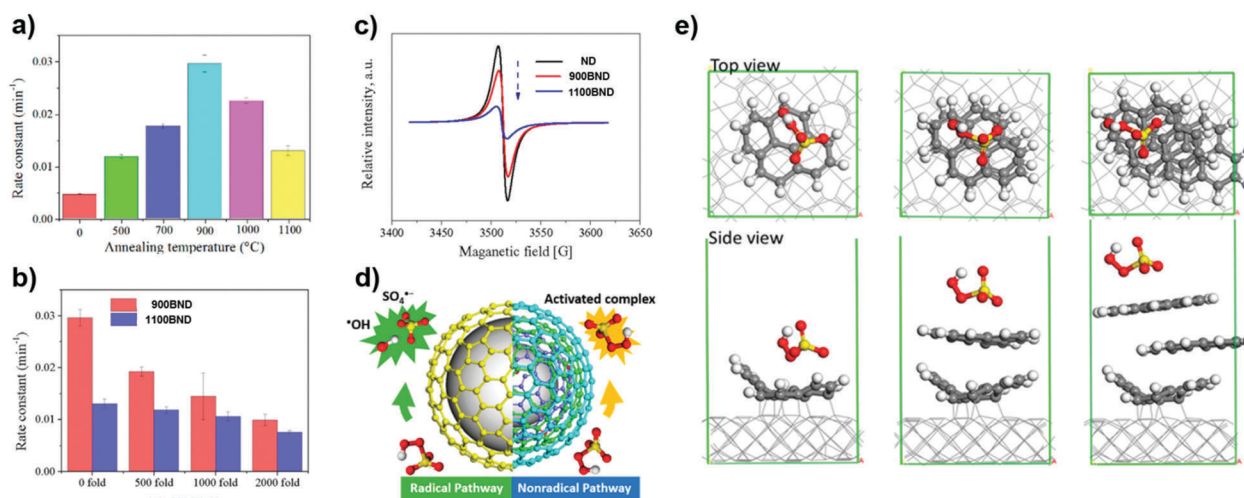 a)
Rate constant (min⁻¹)
0.03
0.02
0.01
0.00
0 500 700 900 1000 1100
Annealing temperature (°C)
b)
900BND
1100BND
Rate constant (min⁻¹)
0.03
0.02
0.01
0.00
0 fold 500 fold 1000 fold 2000 fold
c)
ND
900BND
1100BND
Relative intensity, a.u.
3400 3450 3500 3550 3600 3650
Maganetic field [G]
d)
SO₄•−
•OH
Activated complex
Radical Pathway Nonradical Pathway
e)
Top view
A A A
Side view